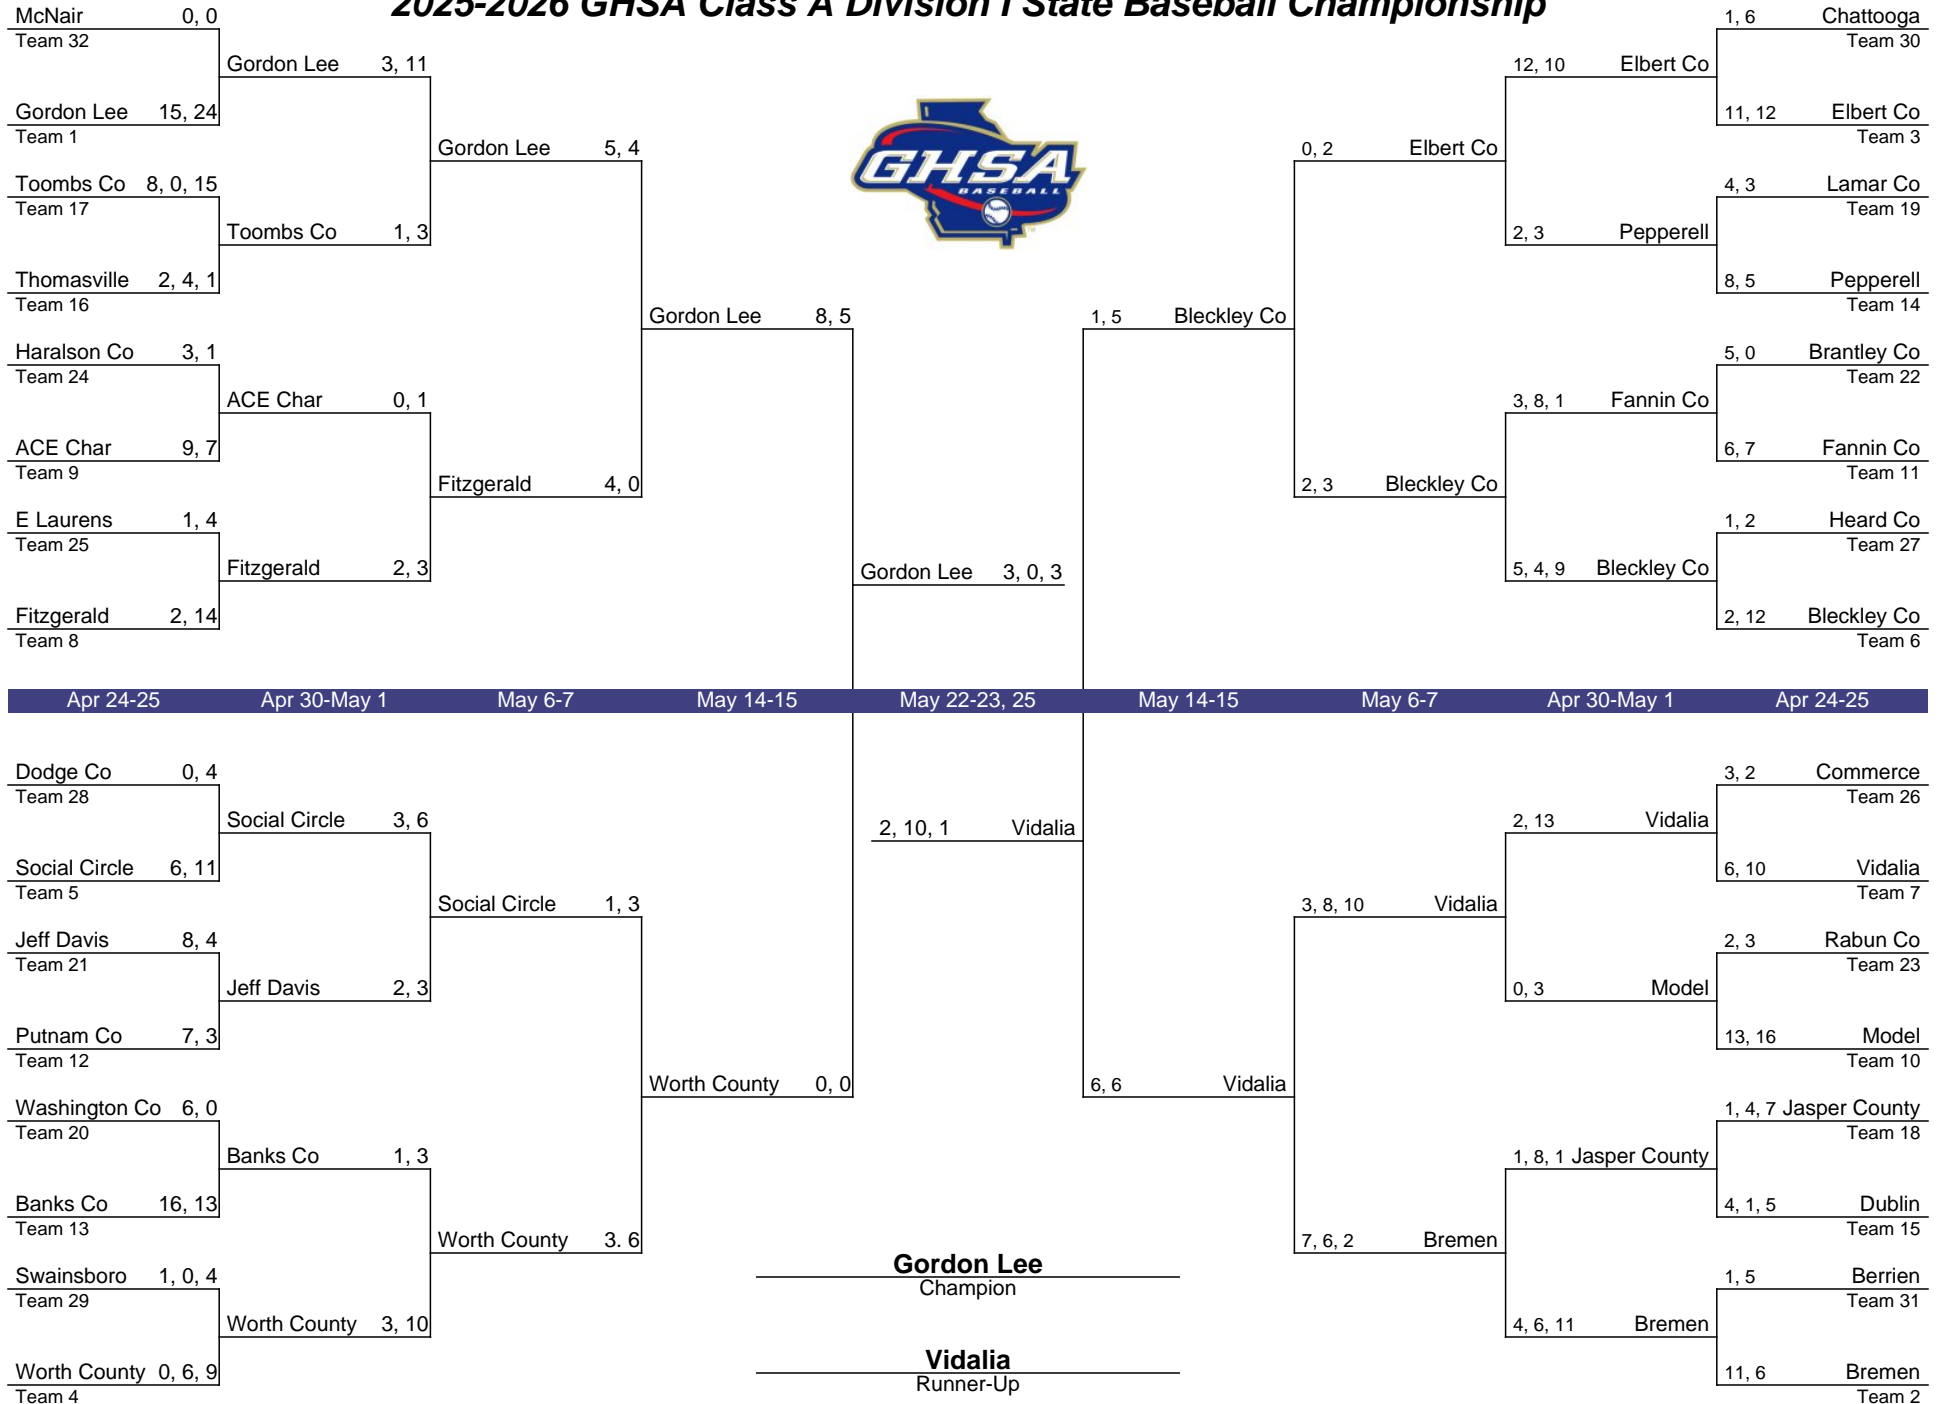 2025-2026 GHSA Class A Division I State Baseball Championship
McNair 0, 0
Team 32
Gordon Lee 3, 11
Gordon Lee 15, 24
Team 1
Gordon Lee 5, 4
Toombs Co 8, 0, 15
Team 17
Toombs Co 1, 3
Thomasville 2, 4, 1
Team 16
Gordon Lee 8, 5
Haralson Co 3, 1
Team 24
ACE Char 0, 1
ACE Char 9, 7
Team 9
Fitzgerald 4, 0
E Laurens 1, 4
Team 25
Fitzgerald 2, 3
Fitzgerald 2, 14
Team 8
Gordon Lee 3, 0, 3
GHSA
BASEBALL
TM
1, 6 Chattooga
Team 30
12, 10 Elbert Co
11, 12 Elbert Co
Team 3
0, 2 Elbert Co
4, 3 Lamar Co
Team 19
2, 3 Pepperell
8, 5 Pepperell
Team 14
1, 5 Bleckley Co
5, 0 Brantley Co
Team 22
3, 8, 1 Fannin Co
6, 7 Fannin Co
Team 11
2, 3 Bleckley Co
1, 2 Heard Co
Team 27
5, 4, 9 Bleckley Co
2, 12 Bleckley Co
Team 6
Apr 24-25 Apr 30-May 1 May 6-7 May 14-15 May 22-23, 25 May 14-15 May 6-7 Apr 30-May 1 Apr 24-25
Dodge Co 0, 4
Team 28
Social Circle 3, 6
Social Circle 6, 11
Team 5
Social Circle 1, 3
Jeff Davis 8, 4
Team 21
Jeff Davis 2, 3
Putnam Co 7, 3
Team 12
Worth County 0, 0
Washington Co 6, 0
Team 20
Banks Co 1, 3
Banks Co 16, 13
Team 13
Worth County 3. 6
Swainsboro 1, 0, 4
Team 29
Worth County 3, 10
Worth County 0, 6, 9
Team 4
2, 10, 1 Vidalia
3, 2 Commerce
Team 26
2, 13 Vidalia
6, 10 Vidalia
Team 7
3, 8, 10 Vidalia
2, 3 Rabun Co
Team 23
0, 3 Model
13, 16 Model
Team 10
6, 6 Vidalia
1, 4, 7 Jasper County
Team 18
1, 8, 1 Jasper County
4, 1, 5 Dublin
Team 15
7, 6, 2 Bremen
1, 5 Berrien
Team 31
4, 6, 11 Bremen
11, 6 Bremen
Team 2
Gordon Lee
Champion
Vidalia
Runner-Up